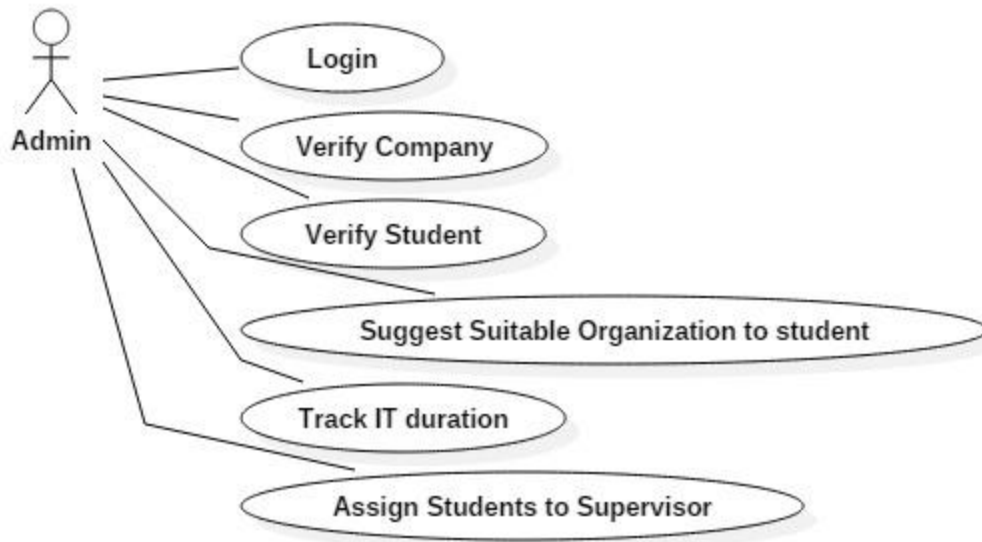 Login
Admin
Verify Company
Verify Student
Suggest Suitable Organization to student
Track IT duration
Assign Students to Supervisor